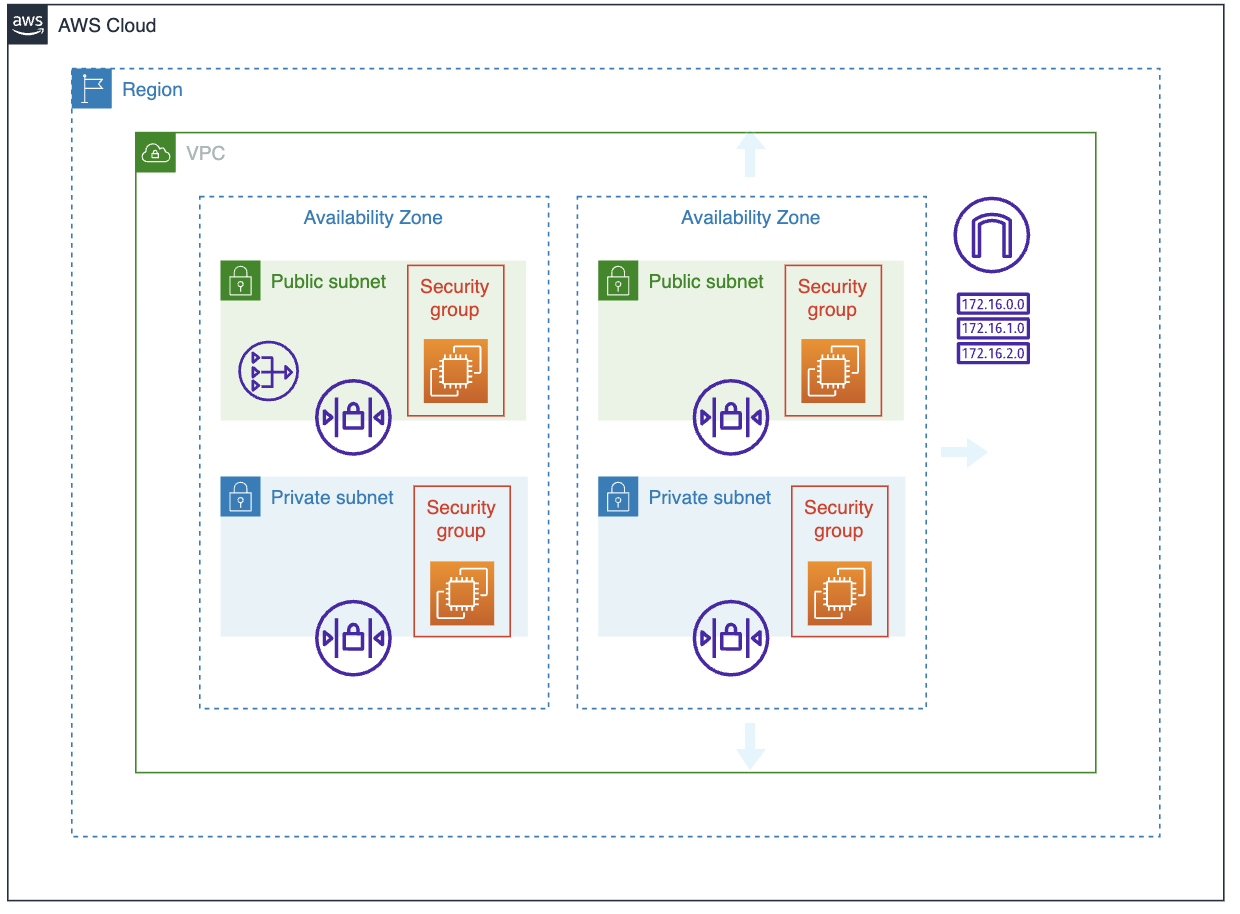 aws
AWS Cloud
Region
VPC
Availability Zone
Availability Zone
Public subnet
Security
group
Public subnet
Security
group
172.16.0.0
172.16.1.0
172.16.2.0
Private subnet
Security
group
Private subnet
Security
group